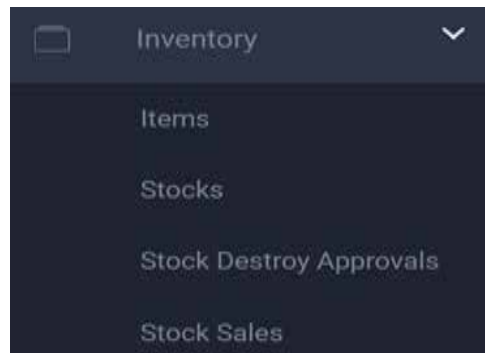 Inventory
Items
Stocks
Stock Destroy Approvals
Stock Sales